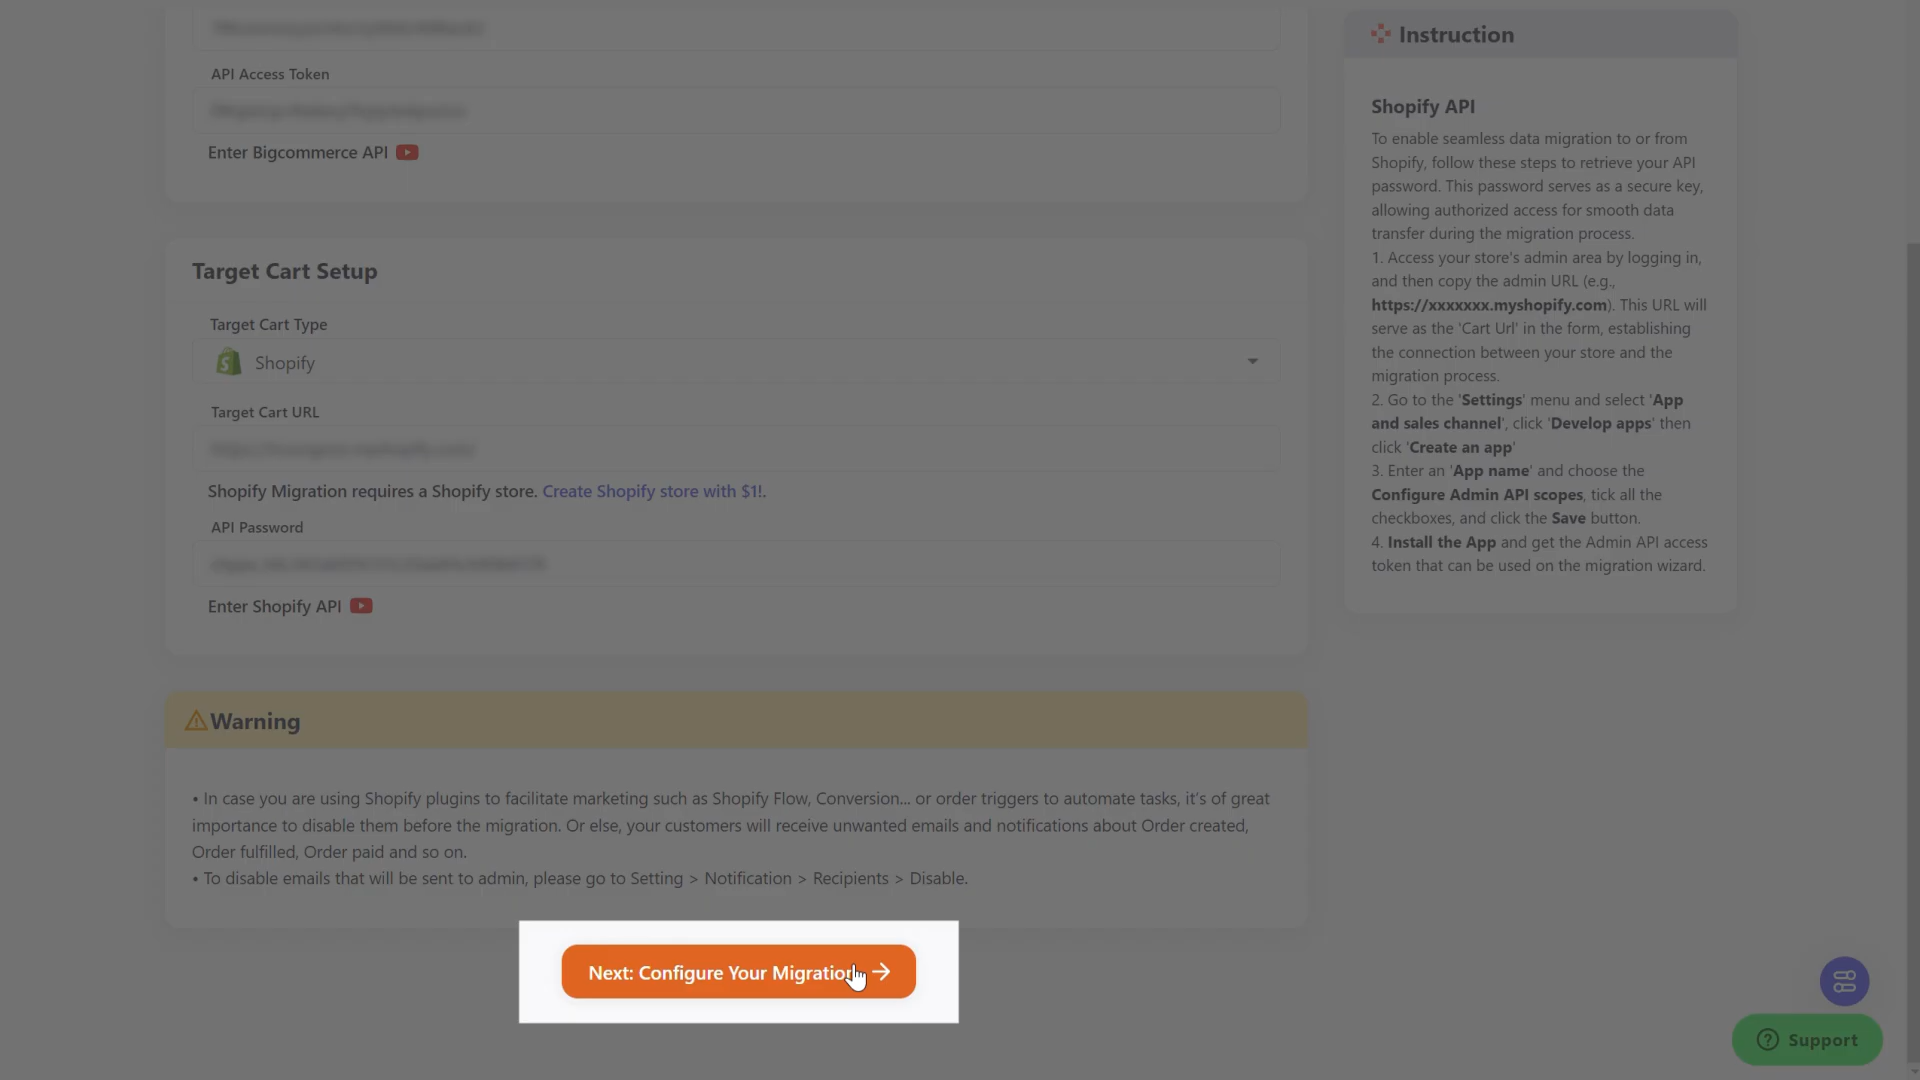 API Access Token
Enter Bigcommerce API
Target Cart Setup
Target Cart Type
Shopify
Target Cart URL
Shopify Migration requires a Shopify store. Create Shopify store with $1!.
API Password
Enter Shopify API
Warning
• In case you are using Shopify plugins to facilitate marketing such as Shopify Flow, Conversion... or order triggers to automate tasks, it's of great
importance to disable them before the migration. Or else, your customers will receive unwanted emails and notifications about Order created,
Order fulfilled, Order paid and so on.
• To disable emails that will be sent to admin, please go to Setting > Notification > Recipients > Disable.
Next: Configure Your Migration
Instruction
Shopify API
To enable seamless data migration to or from
Shopify, follow these steps to retrieve your API
password. This password serves as a secure key,
allowing authorized access for smooth data
transfer during the migration process.
1. Access your store's admin area by logging in,
and then copy the admin URL (e.g.,
https://xxxxxxx.myshopify.com). This URL will
serve as the 'Cart Url' in the form, establishing
the connection between your store and the
migration process.
2. Go to the 'Settings' menu and select 'App
and sales channel', click 'Develop apps' then
click 'Create an app'
3. Enter an 'App name' and choose the
Configure Admin API scopes, tick all the
checkboxes, and click the Save button.
4. Install the App and get the Admin API access
token that can be used on the migration wizard.
Support